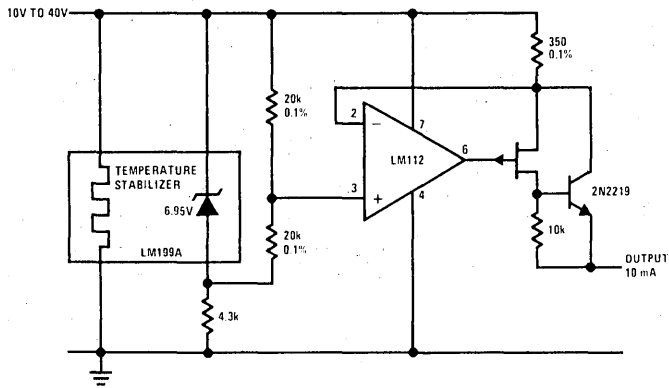 10V TO 40V
350
0.1%
20k
0.1%
2
7
LM112
6
3
4
TEMPERATURE
STABILIZER
6.95V
LM199A
20k
0.1%
2N2219
10k
4.3k
OUTPUT
10 mA